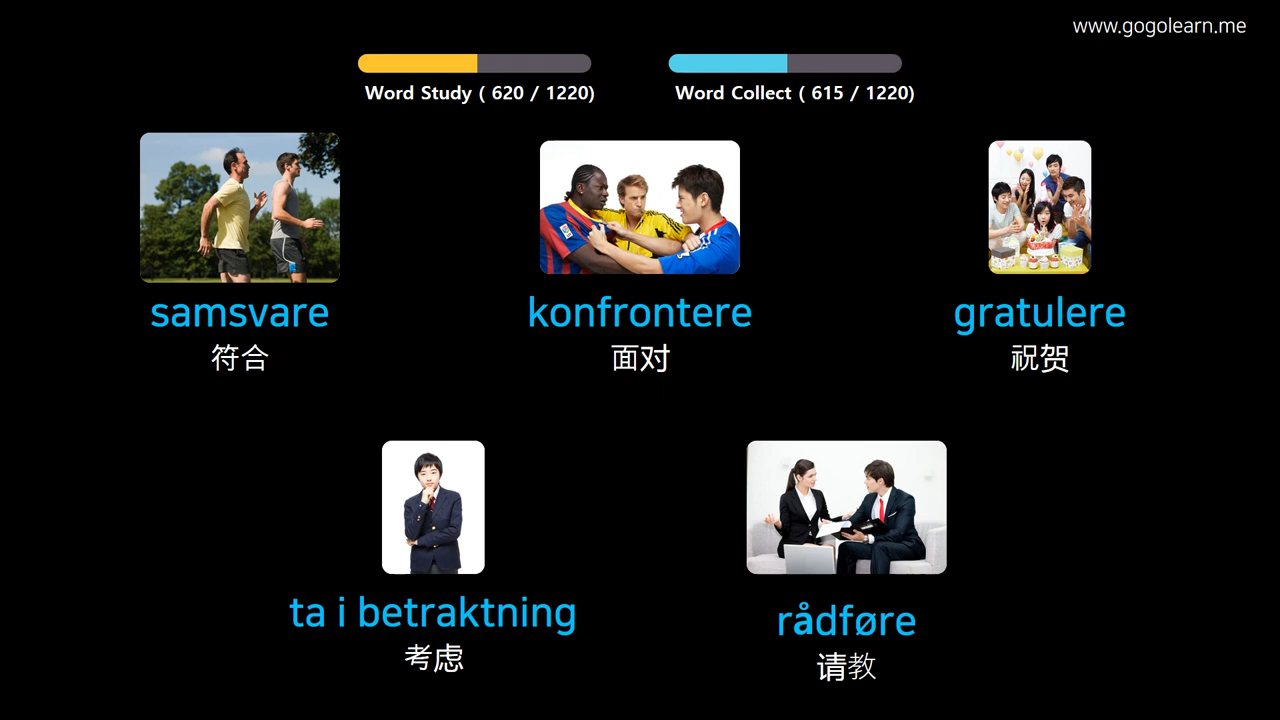 www.gogolearn.me
Word Study ( 620 / 1220)
Word Collect ( 615 / 1220)
samsvare
符合
konfrontere
面对
gratulere
祝贺
ta i betraktning
考虑
rådføre
请教